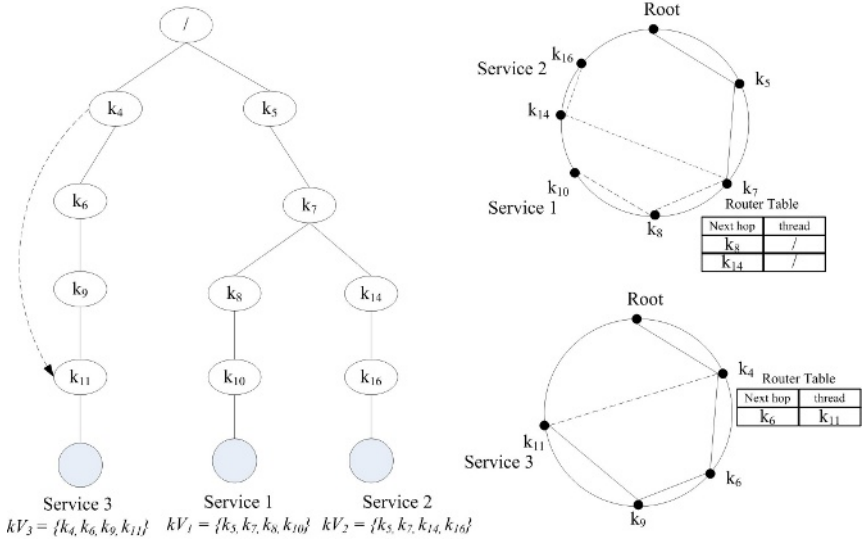 /
k4
k5
k6
k7
k9
k8
k14
k11
k10
k16
Service 3
Service 1
Service 2
kV3 = {k4, k6, k9, k11}
kV1 = {k5, k7, k8, k10}
kV2 = {k5, k7, k14, k16}
Root
k16
Service 2
k5
k14
k10
k7
Service 1
k8
Router Table
Next hop thread
k8 /
k14 /
Root
k4
Router Table
Next hop thread
k6 k11
k11
Service 3
k6
k9